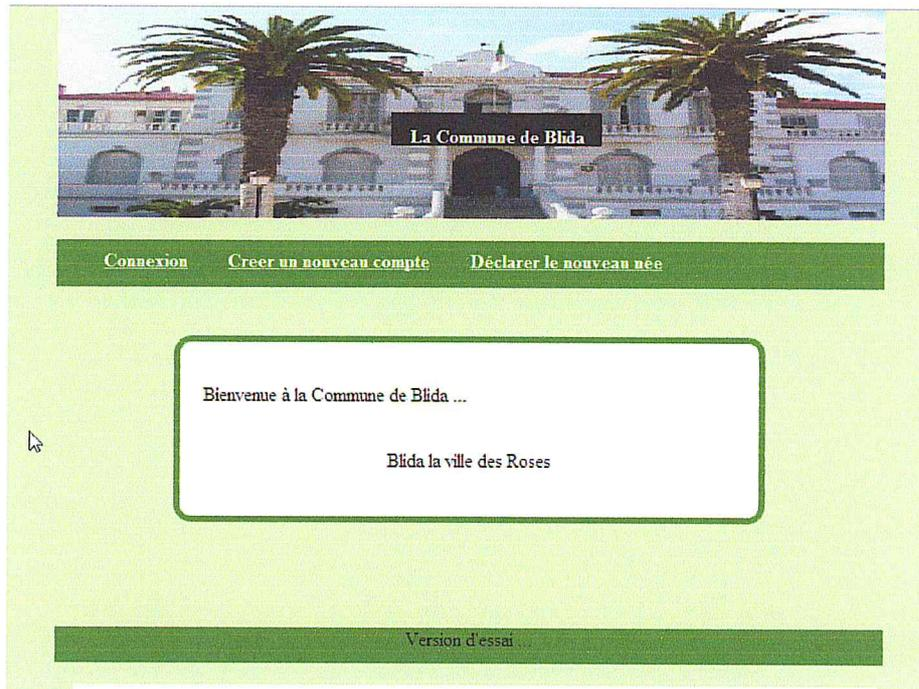 La Commune de Blida
Connexion Creer un nouveau compte Déclarer le nouveau née
Bienvenue à la Commune de Blida ...
Blida la ville des Roses
Version d'essai ...